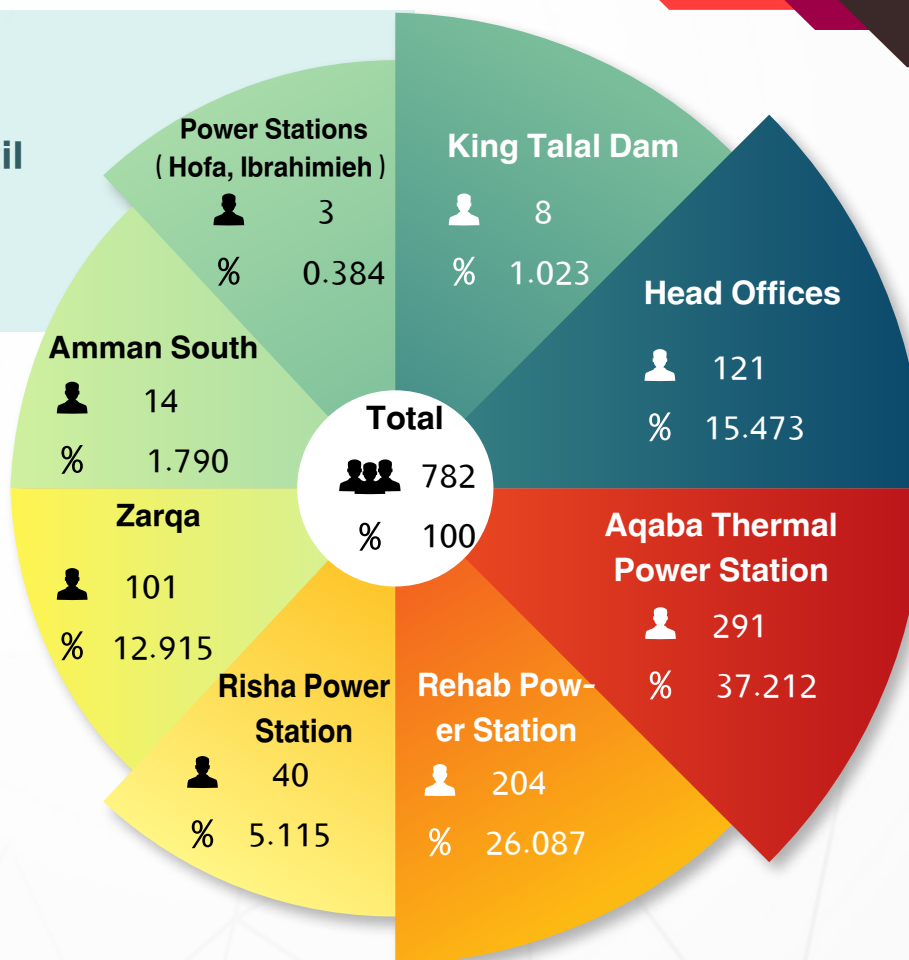 il
Power Stations
( Hofa, Ibrahimieh )
3
% 0.384
King Talal Dam
8
% 1.023
Head Offices
121
% 15.473
Amman South
14
% 1.790
Total
782
% 100
Zarqa
101
% 12.915
Aqaba Thermal
Power Station
291
% 37.212
Risha Power
Station
40
% 5.115
Rehab Pow-
er Station
204
% 26.087